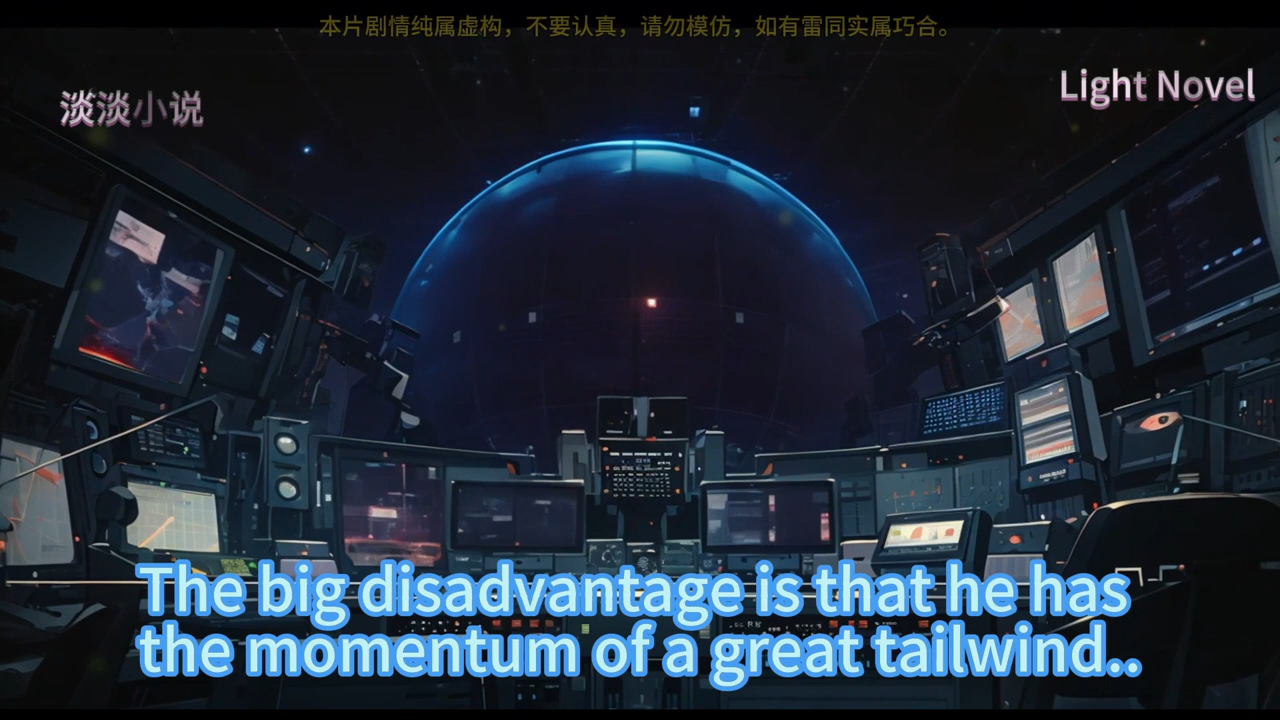 本片剧情纯属虚构，不要认真，请勿模仿，如有雷同实属巧合。
淡淡小说
Light Novel
The big disadvantage is that he has
the momentum of a great tailwind..